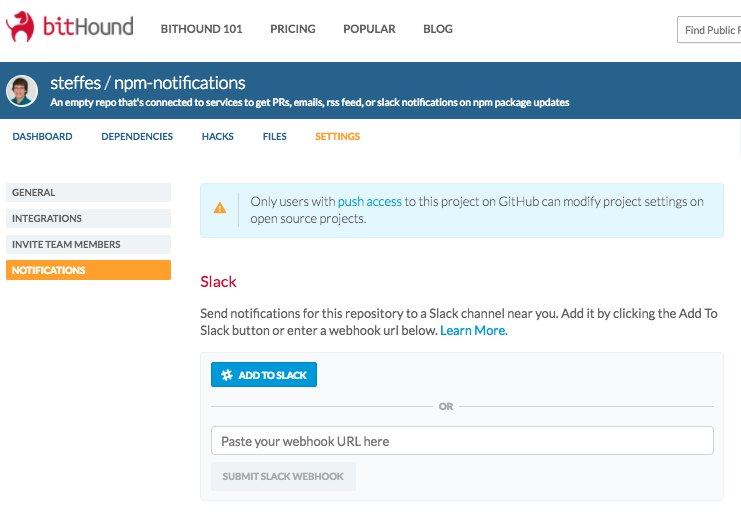 bitHound
BITHOUND 101
PRICING
POPULAR
BLOG
Find Public
steffes / npm-notifications
An empty repo that's connected to services to get PRs, emails, rss feed, or slack notifications on npm package updates
DASHBOARD
DEPENDENCIES
HACKS
FILES
SETTINGS
GENERAL
INTEGRATIONS
INVITE TEAM MEMBERS
NOTIFICATIONS
Only users with push access to this project on GitHub can modify project settings on
open source projects.
Slack
Send notifications for this repository to a Slack channel near you. Add it by clicking the Add To
Slack button or enter a webhook url below. Learn More.
ADD TO SLACK
OR
Paste your webhook URL here
SUBMIT SLACK WEBHOOK